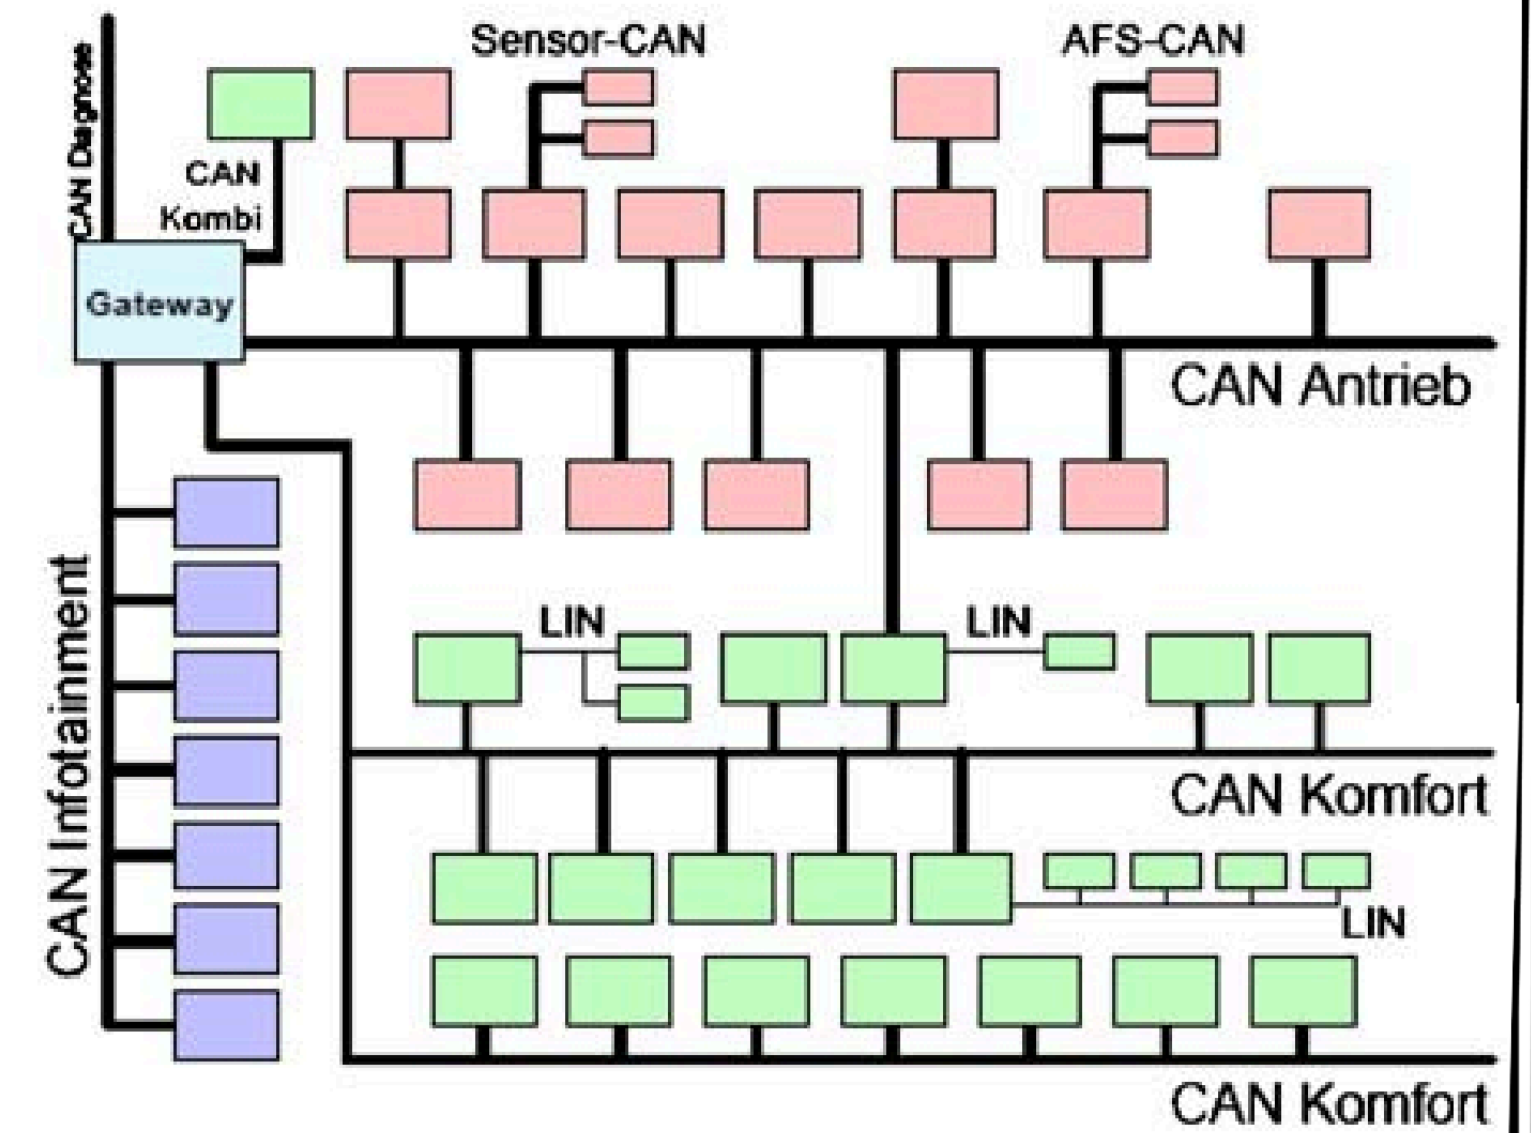 Sensor-CAN
AFS-CAN
CAN Diagnose
CAN
Kombi
Gateway
CAN Antrieb
CAN Infotainment
LIN
LIN
CAN Komfort
LIN
CAN Komfort